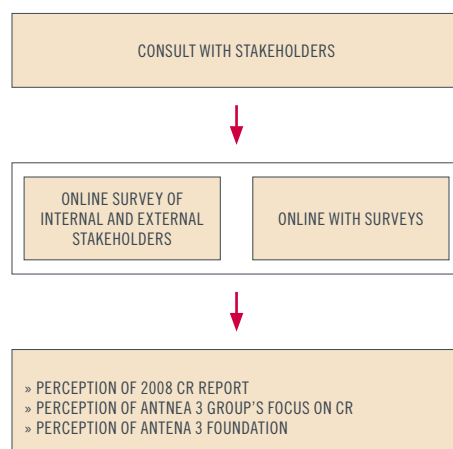 CONSULT WITH STAKEHOLDERS
ONLINE SURVEY OF
INTERNAL AND EXTERNAL
STAKEHOLDERS
ONLINE WITH SURVEYS
» PERCEPTION OF 2008 CR REPORT
» PERCEPTION OF ANTNEA 3 GROUP'S FOCUS ON CR
» PERCEPTION OF ANTENA 3 FOUNDATION